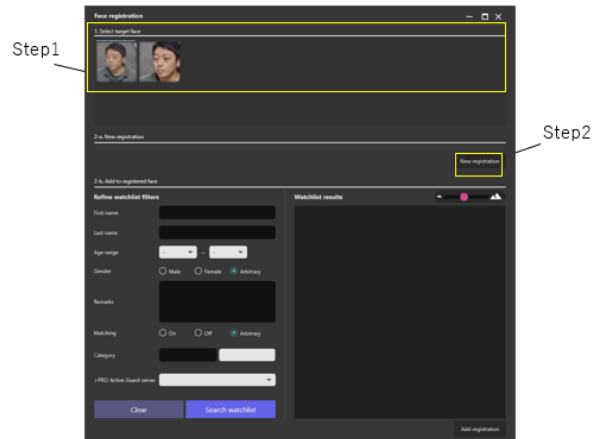 Face registration
1. Select target face
Step1
Step2
2-a. New registration
New registration
2-b. Add to registered face
Refine watchlist filters
Watchlist results
First name
Last name
Age range
- - -
Gender
Male Female Arbitrary
Remarks
Matching
On Off Arbitrary
Category
i-PRO Active Guard server
Clear
Search watchlist
Add registration